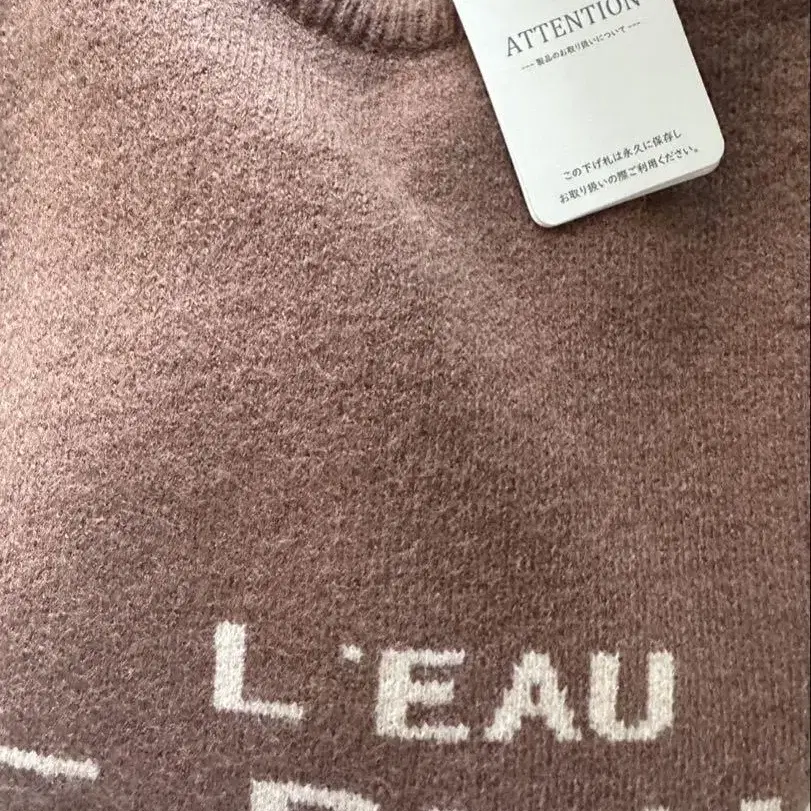 ATTENTION
---- 製品のお取り扱いについて ----
この下げ札は永久に保存し
お取り扱いの際ご利用ください。
L'EAU